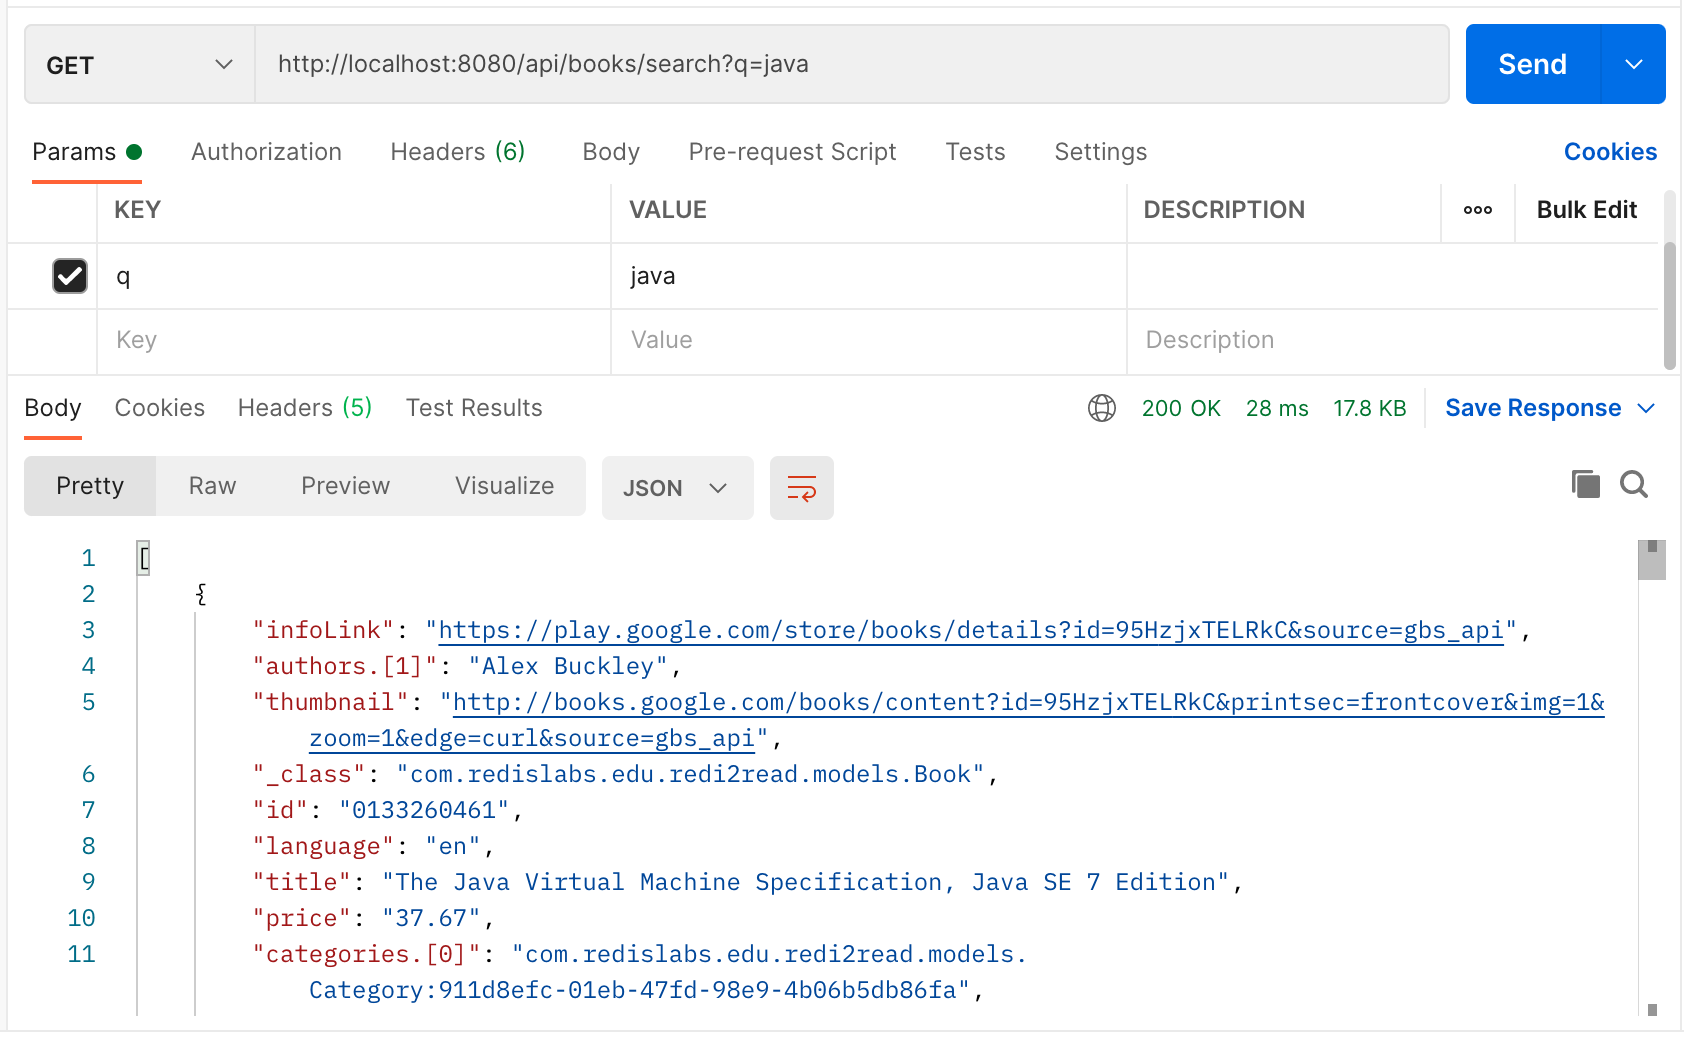 GET http://localhost:8080/api/books/search?q=java Send
Params Authorization Headers (6) Body Pre-request Script Tests Settings Cookies
KEY VALUE DESCRIPTION ooo Bulk Edit
q java
Key Value Description
Body Cookies Headers (5) Test Results 200 OK 28 ms 17.8 KB Save Response
Pretty Raw Preview Visualize JSON
1 [
2 {
3 "infoLink": "https://play.google.com/store/books/details?id=95HzjxTELRkC&source=gbs_api",
4 "authors.[1]": "Alex Buckley",
5 "thumbnail": "http://books.google.com/books/content?id=95HzjxTELRkC&printsec=frontcover&img=1&
zoom=1&edge=curl&source=gbs_api",
6 "_class": "com.redislabs.edu.redi2read.models.Book",
7 "id": "0133260461",
8 "language": "en",
9 "title": "The Java Virtual Machine Specification, Java SE 7 Edition",
10 "price": "37.67",
11 "categories.[0]": "com.redislabs.edu.redi2read.models.
Category:911d8efc-01eb-47fd-98e9-4b06b5db86fa",